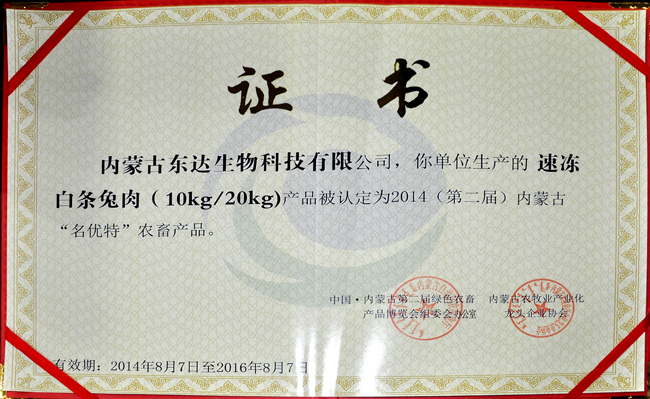 证 书
内蒙古东达生物科技有限公司，你单位生产的 速冻
白条兔肉（10kg/20kg)产品被认定为2014（第二届）内蒙古
“名优特”农畜产品。
中国·内蒙古第二届绿色农畜
产品博览会组委会办公室
内蒙古农牧业产业化
龙头企业协会
有效期：2014年8月7日至2016年8月7日